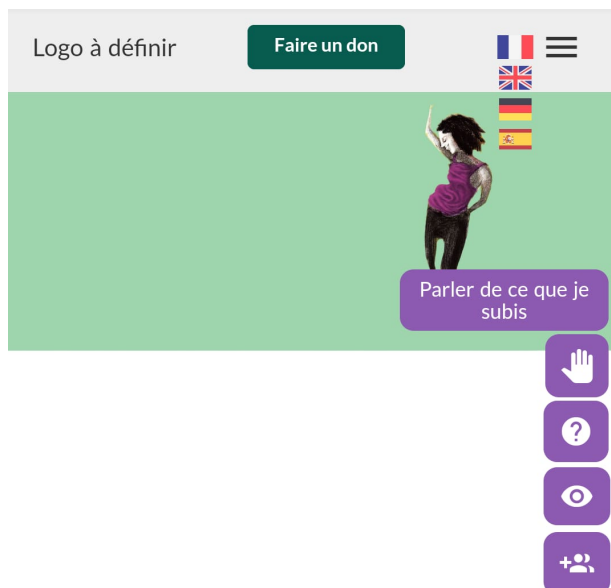 Logo à définir
Faire un don
Parler de ce que je
subis